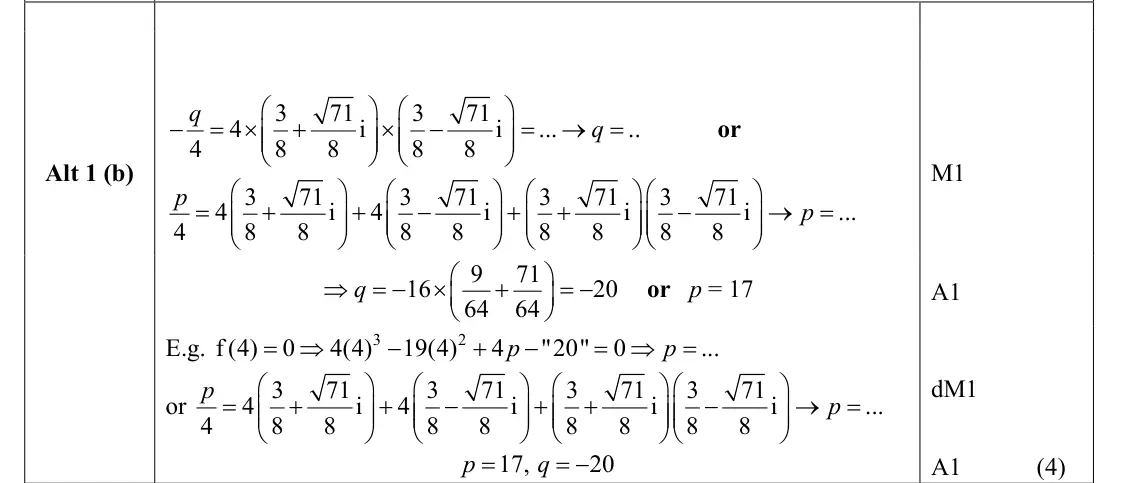 −q/4 = 4×(3/8 + √71/8 i)×(3/8 − √71/8 i) = ... → q = .. or
Alt 1 (b)
M1
p/4 = 4(3/8 + √71/8 i) + 4(3/8 − √71/8 i) + (3/8 + √71/8 i)(3/8 − √71/8 i) → p = ...
⇒ q = −16×(9/64 + 71/64) = −20 or p = 17
A1
E.g. f(4) = 0 ⇒ 4(4)³ − 19(4)² + 4p − "20" = 0 ⇒ p = ...
or p/4 = 4(3/8 + √71/8 i) + 4(3/8 − √71/8 i) + (3/8 + √71/8 i)(3/8 − √71/8 i) → p = ...
dM1
p = 17, q = −20
A1 (4)